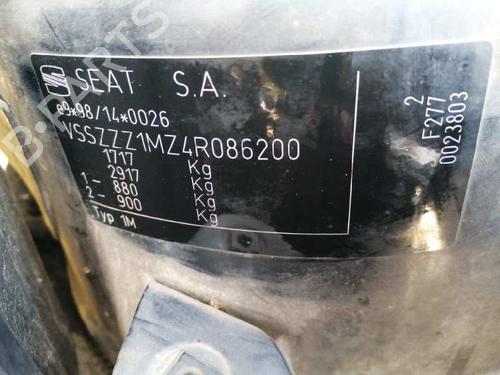 SEAT S.A.
e9*98/14*0026
VSSZZZ1MZ4R086200
1717 Kg
2917 Kg
1– 880 Kg
2– 900 Kg
Typ 1M
2
F277
0023803
B-PARTS